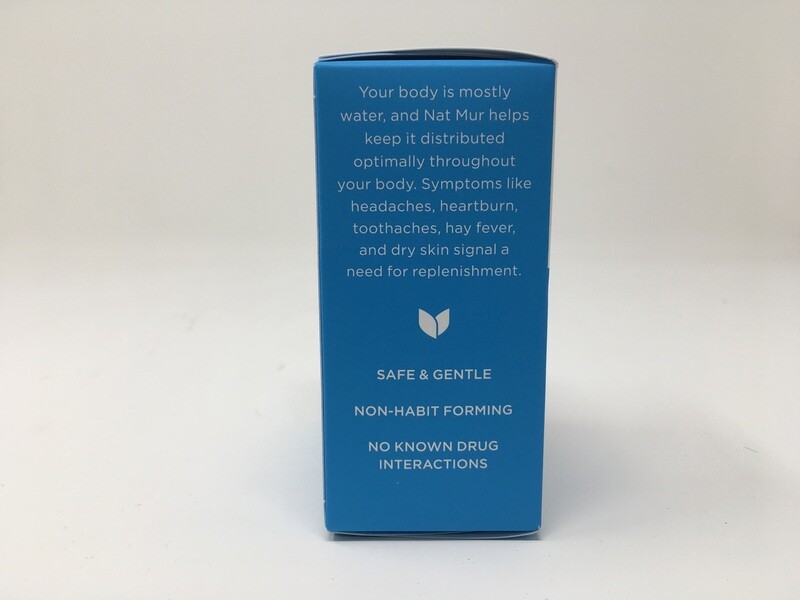 Your body is mostly
water, and Nat Mur helps
keep it distributed
optimally throughout
your body. Symptoms like
headaches, heartburn,
toothaches, hay fever,
and dry skin signal a
need for replenishment.
SAFE & GENTLE
NON-HABIT FORMING
NO KNOWN DRUG
INTERACTIONS